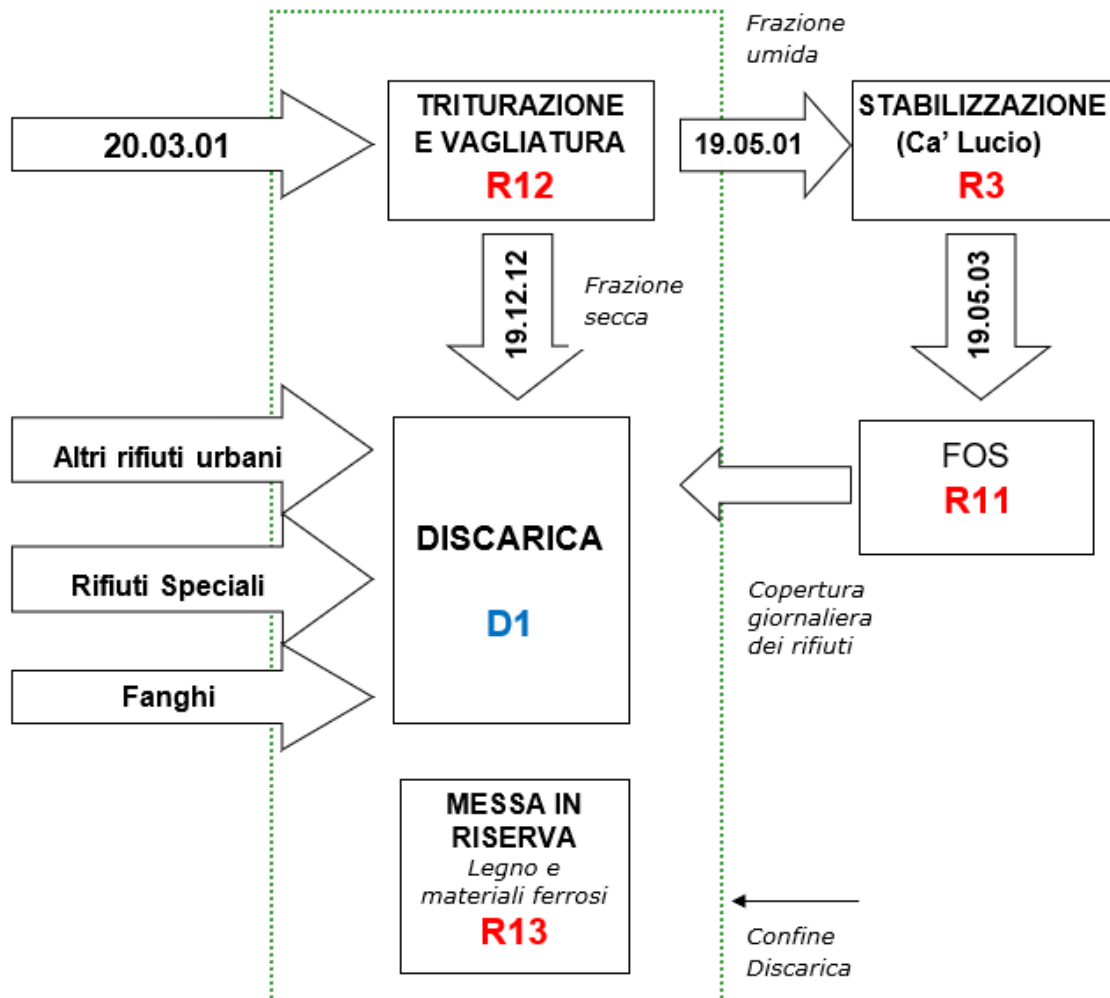 Frazione
umida
20.03.01
TRITURAZIONE
E VAGLIATURA
R12
19.05.01
STABILIZZAZIONE
(Ca' Lucio)
R3
19.12.12
Frazione
secca
19.05.03
Altri rifiuti urbani
Rifiuti Speciali
Fanghi
DISCARICA
D1
FOS
R11
Copertura
giornaliera
dei rifiuti
MESSA IN
RISERVA
Legno e
materiali ferrosi
R13
Confine
Discarica